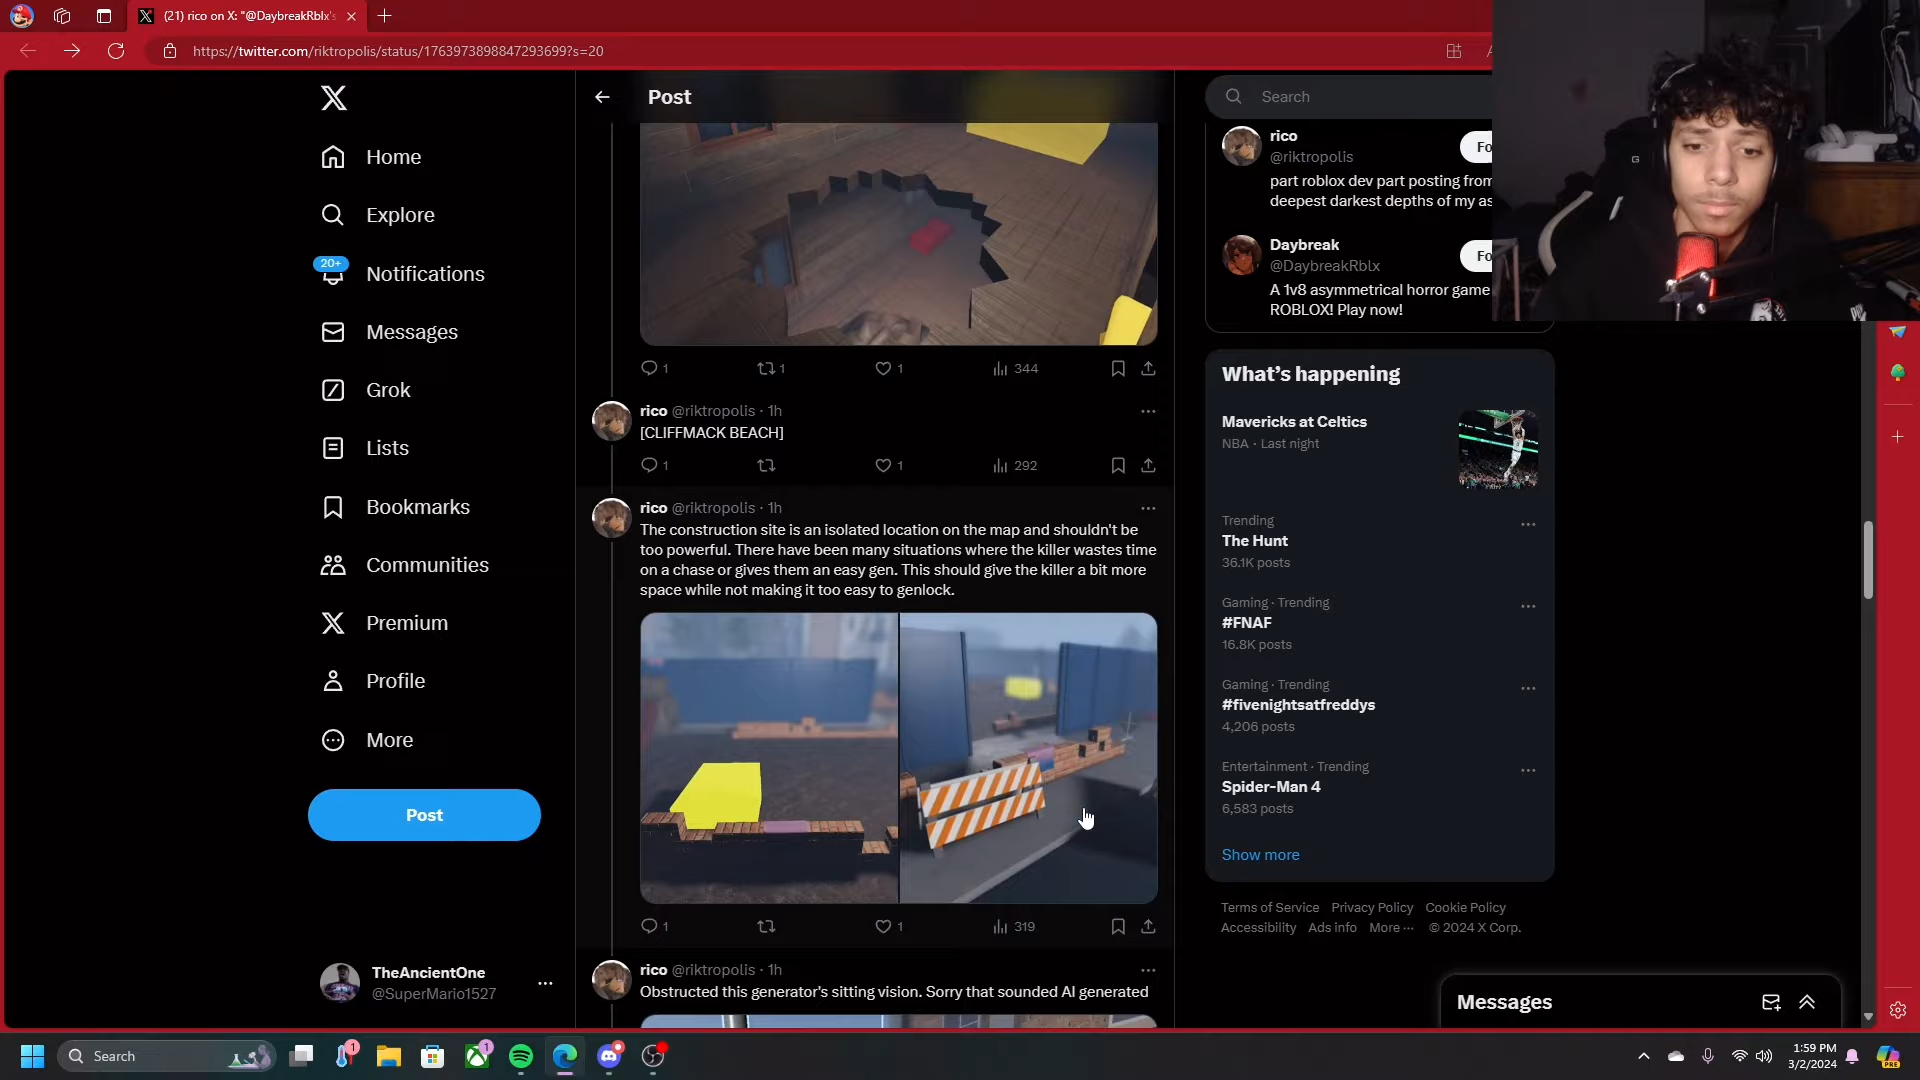 (21) rico on X: "@DaybreakRblx's
https://twitter.com/riktropolis/status/1763973898847293699?s=20
Home
Explore
20+
Notifications
Messages
Grok
Lists
Bookmarks
Communities
Premium
Profile
More
Post
TheAncientOne
@SuperMario1527
Post
1
1
1
344
rico @riktropolis · 1h
[CLIFFMACK BEACH]
1
1
292
rico @riktropolis · 1h
The construction site is an isolated location on the map and shouldn't be
too powerful. There have been many situations where the killer wastes time
on a chase or gives them an easy gen. This should give the killer a bit more
space while not making it too easy to genlock.
1
1
319
rico @riktropolis · 1h
Obstructed this generator's sitting vision. Sorry that sounded AI generated
Search
rico
@riktropolis
Fo
part roblox dev part posting from
deepest darkest depths of my as
Daybreak
@DaybreakRblx
Fo
A 1v8 asymmetrical horror game
ROBLOX! Play now!
What's happening
Mavericks at Celtics
NBA · Last night
Trending
The Hunt
36.1K posts
Gaming · Trending
#FNAF
16.8K posts
Gaming · Trending
#fivenightsatfreddys
4,206 posts
Entertainment · Trending
Spider-Man 4
6,583 posts
Show more
Terms of Service Privacy Policy Cookie Policy
Accessibility Ads info More ··· © 2024 X Corp.
Messages
Search
1
1
1:59 PM
3/2/2024
PRE